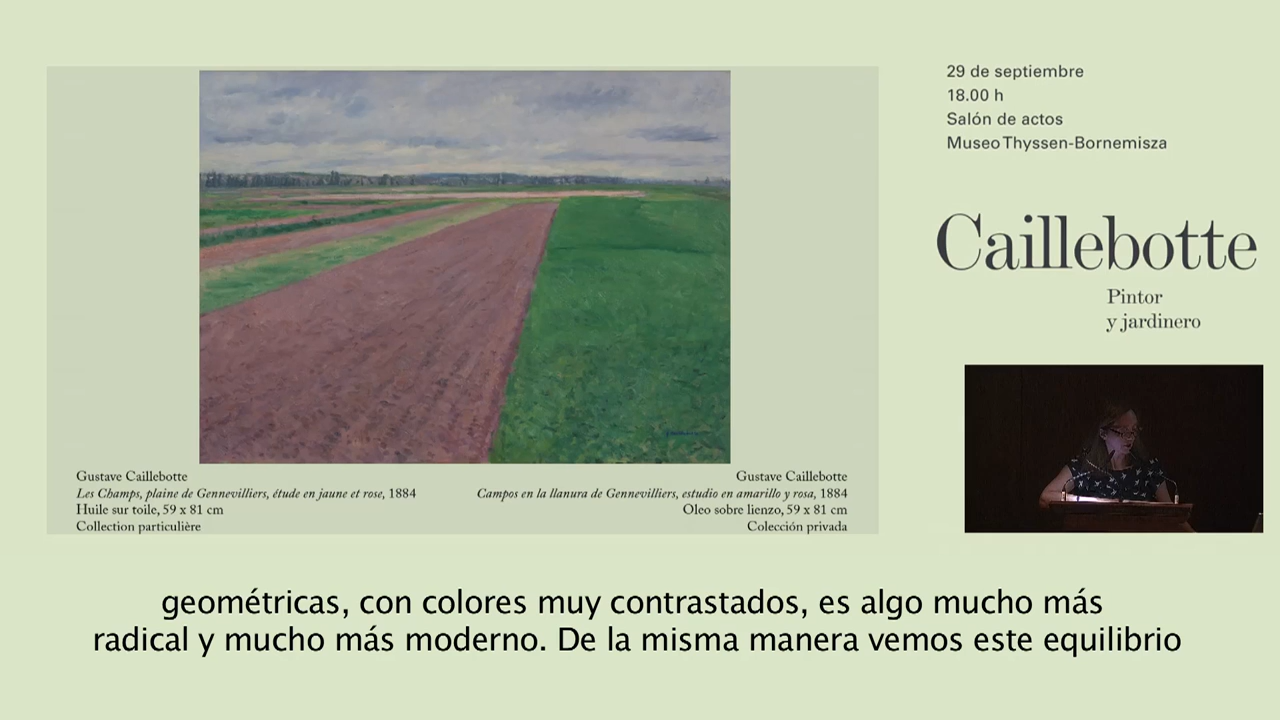 29 de septiembre
18.00 h
Salón de actos
Museo Thyssen-Bornemisza
Caillebotte
Pintor
y jardinero
Gustave Caillebotte
Les Champs, plaine de Gennevilliers, étude en jaune et rose, 1884
Huile sur toile, 59 x 81 cm
Collection particulière
Gustave Caillebotte
Campos en la llanura de Gennevilliers, estudio en amarillo y rosa, 1884
Oleo sobre lienzo, 59 x 81 cm
Colección privada
geométricas, con colores muy contrastados, es algo mucho más
radical y mucho más moderno. De la misma manera vemos este equilibrio